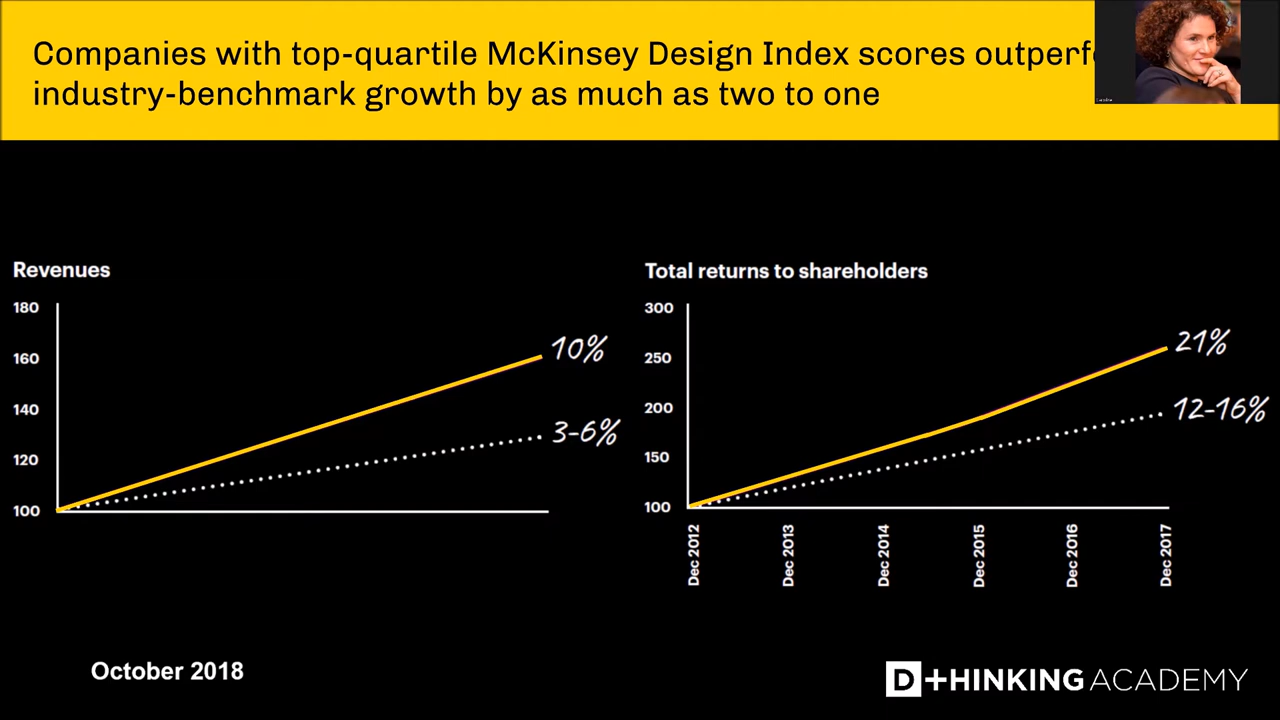 Companies with top-quartile McKinsey Design Index scores
industry-benchmark growth by as much as two to one
Revenues
180
160
140
120
100
10%
3-6%
Total returns to shareholders
300
250
200
150
100
21%
12-16%
Dec 2012
Dec 2013
Dec 2014
Dec 2015
Dec 2016
Dec 2017
October 2018
D+HINKING ACADEMY